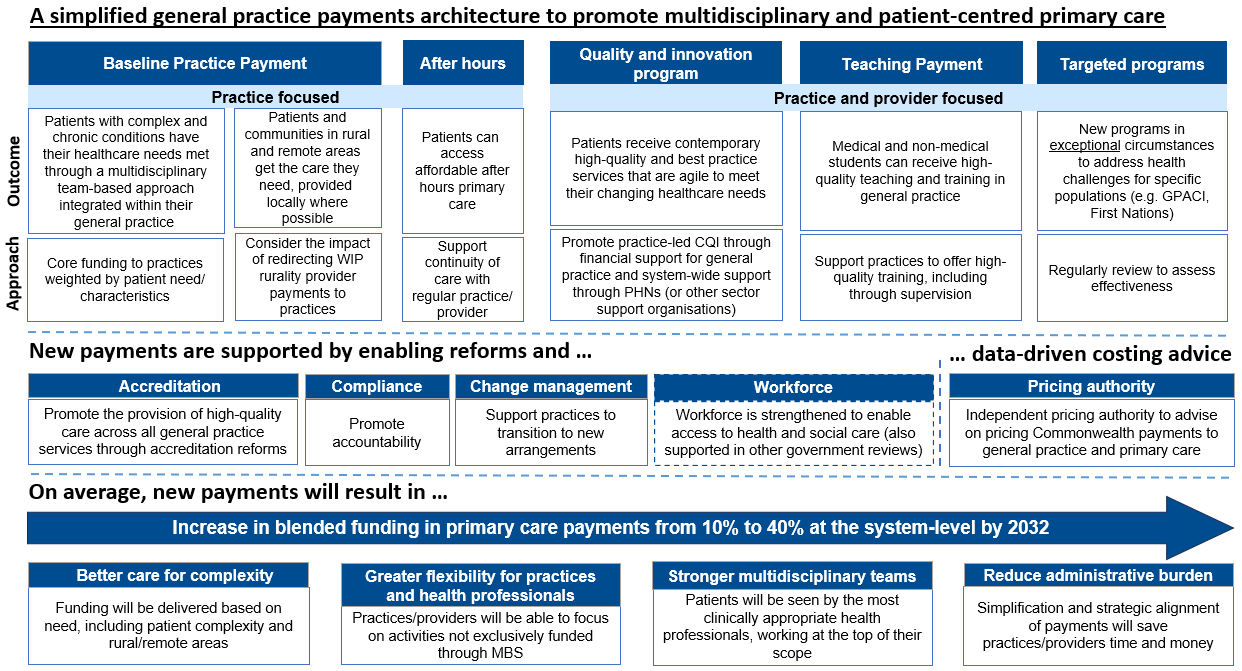 A simplified general practice payments architecture to promote multidisciplinary and patient-centred primary care
Baseline Practice Payment
After hours
Quality and innovation
program
Teaching Payment
Targeted programs
Practice focused
Practice and provider focused
Outcome
Patients with complex and
chronic conditions have
their healthcare needs met
through a multidisciplinary
team-based approach
integrated within their
general practice
Patients and
communities in rural
and remote areas
get the care they
need, provided
locally where
possible
Patients can
access
affordable after
hours primary
care
Patients receive contemporary
high-quality and best practice
services that are agile to meet
their changing healthcare needs
Medical and non-medical
students can receive high-
quality teaching and training in
general practice
New programs in
exceptional circumstances
to address health
challenges for specific
populations (e.g. GPACI,
First Nations)
Approach
Core funding to practices
weighted by patient need/
characteristics
Consider the impact
of redirecting WIP
rurality provider
payments to
practices
Support
continuity of
care with
regular practice/
provider
Promote practice-led CQI through
financial support for general
practice and system-wide support
through PHNs (or other sector
support organisations)
Support practices to offer high-
quality training, including
through supervision
Regularly review to assess
effectiveness
New payments are supported by enabling reforms and ...
... data-driven costing advice
Accreditation
Promote the provision of high-quality
care across all general practice
services through accreditation reforms
Compliance
Promote
accountability
Change management
Support practices to
transition to new
arrangements
Workforce
Workforce is strengthened to enable
access to health and social care (also
supported in other government reviews)
Pricing authority
Independent pricing authority to advise
on pricing Commonwealth payments to
general practice and primary care
On average, new payments will result in ...
Increase in blended funding in primary care payments from 10% to 40% at the system-level by 2032
Better care for complexity
Funding will be delivered based on
need, including patient complexity and
rural/remote areas
Greater flexibility for practices
and health professionals
Practices/providers will be able to focus
on activities not exclusively funded
through MBS
Stronger multidisciplinary teams
Patients will be seen by the most
clinically appropriate health
professionals, working at the top of their
scope
Reduce administrative burden
Simplification and strategic alignment
of payments will save
practices/providers time and money